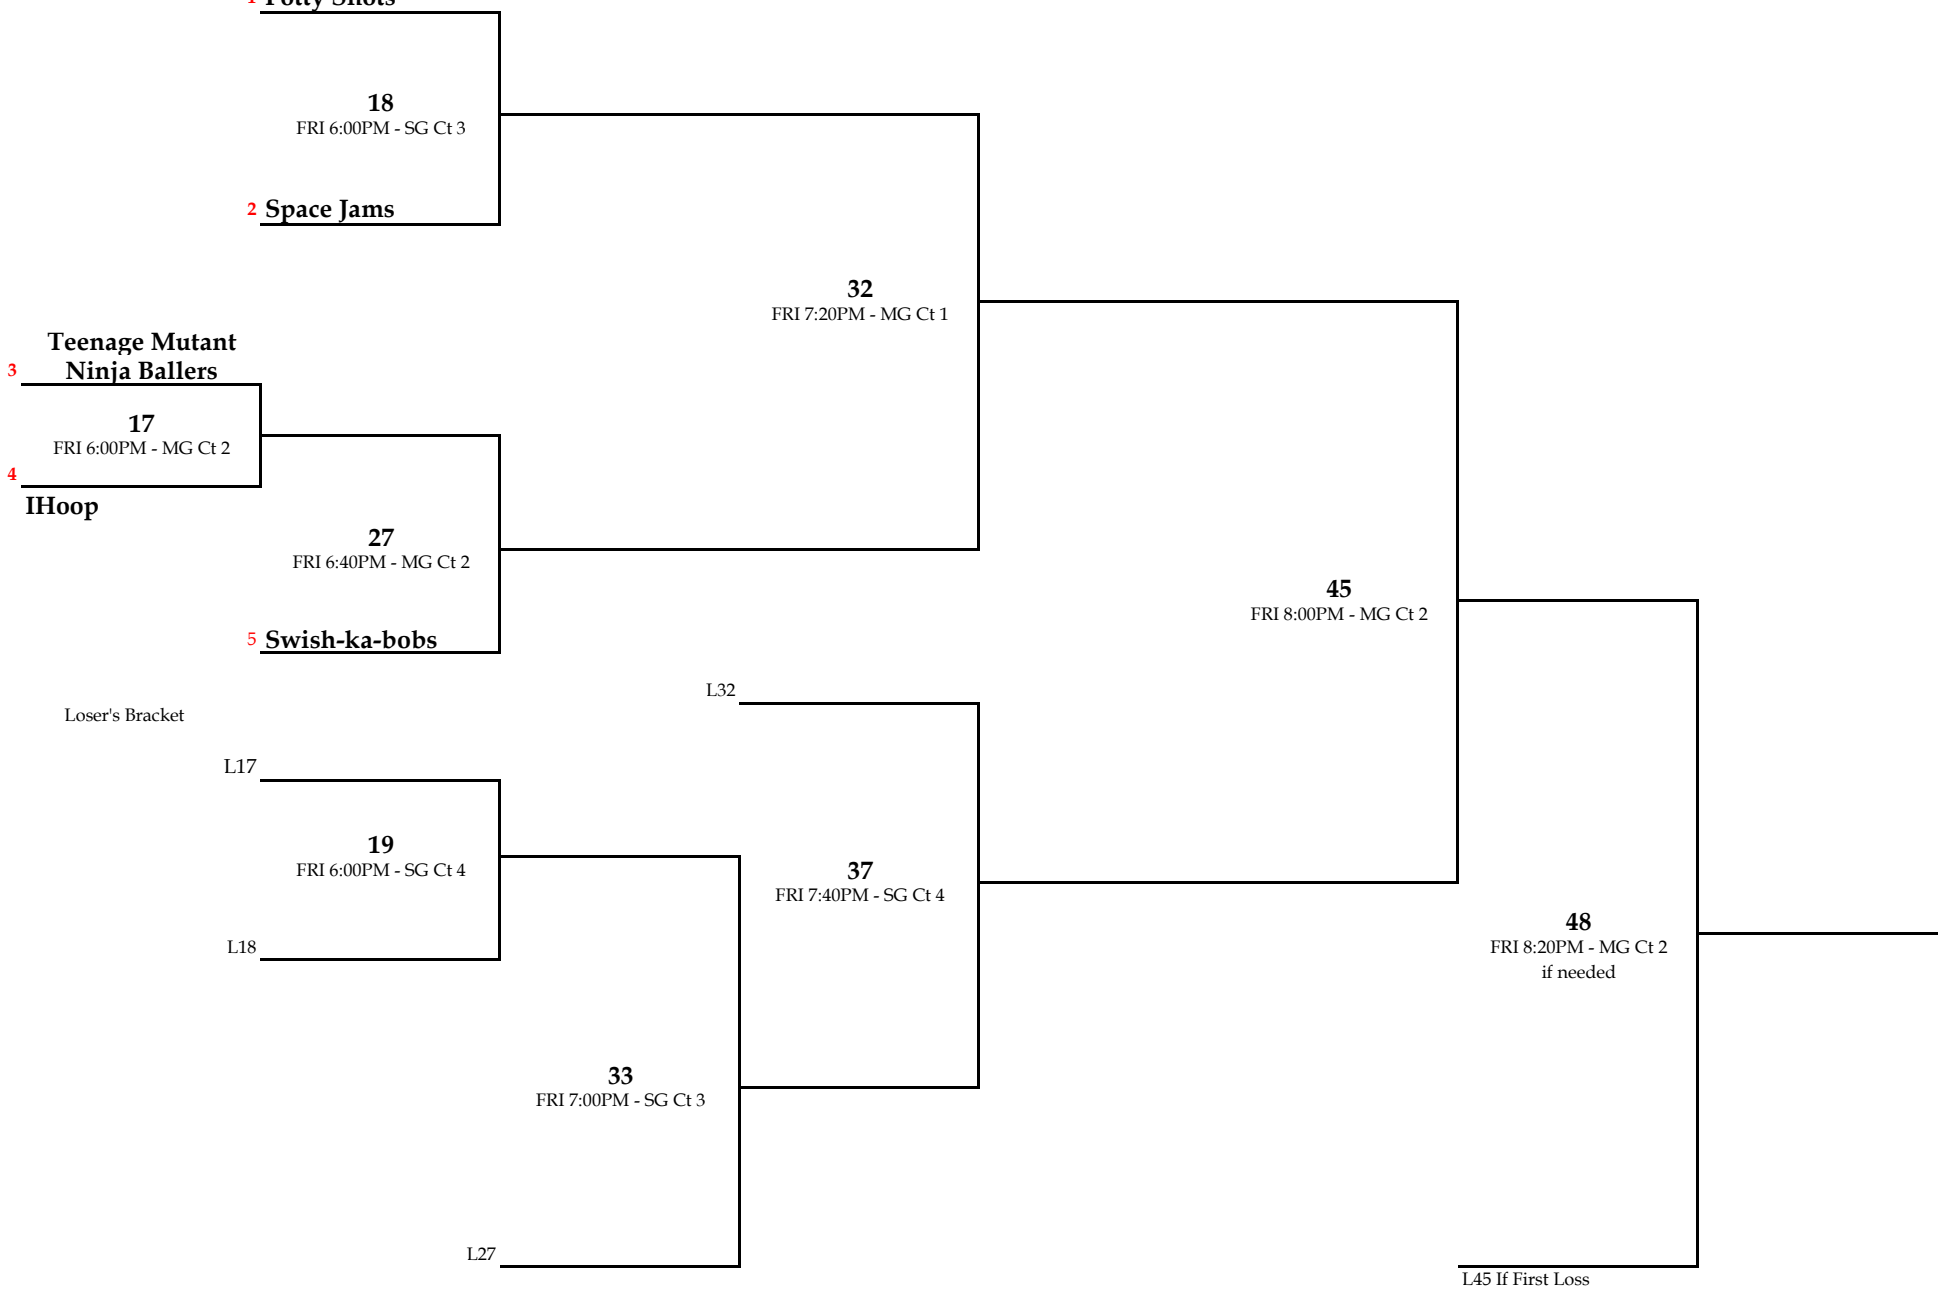 1 Potty Shots
18
FRI 6:00PM - SG Ct 3
2 Space Jams
32
FRI 7:20PM - MG Ct 1
Teenage Mutant
3 Ninja Ballers
17
FRI 6:00PM - MG Ct 2
4
IHoop
27
FRI 6:40PM - MG Ct 2
45
FRI 8:00PM - MG Ct 2
5 Swish-ka-bobs
L32
Loser's Bracket
L17
19
FRI 6:00PM - SG Ct 4
37
FRI 7:40PM - SG Ct 4
48
FRI 8:20PM - MG Ct 2
if needed
L18
33
FRI 7:00PM - SG Ct 3
L27
L45 If First Loss